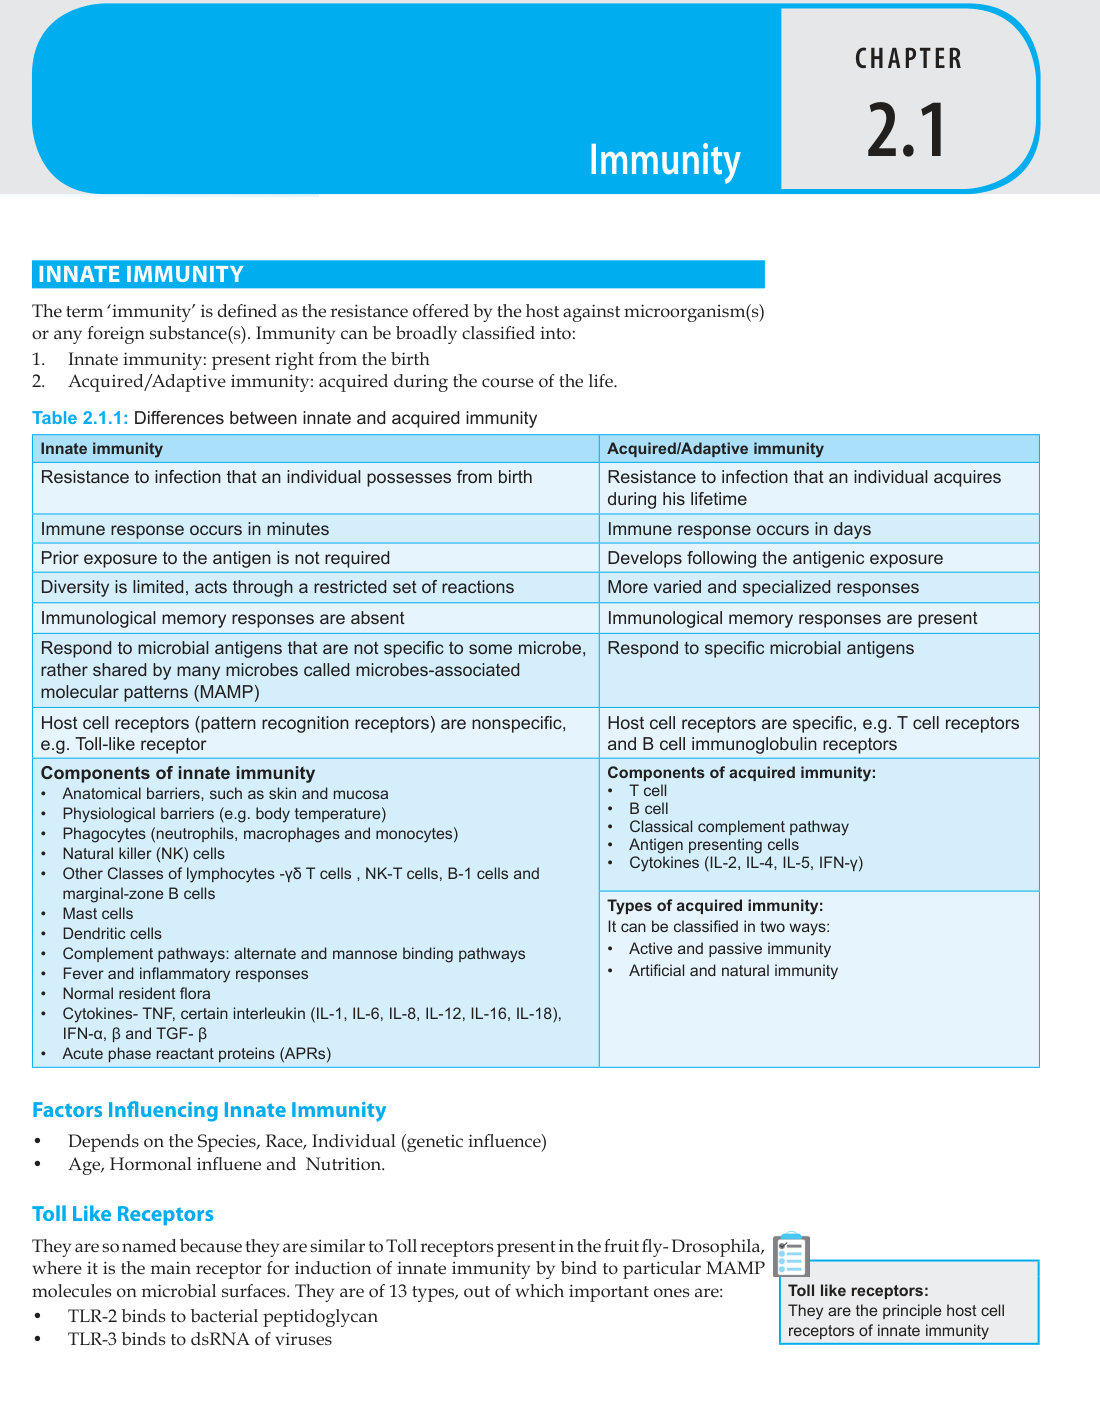 CHAPTER
2.1
Immunity
INNATE IMMUNITY
The term ‘immunity’ is defined as the resistance offered by the host against microorganism(s)
or any foreign substance(s). Immunity can be broadly classified into:
1. Innate immunity: present right from the birth
2. Acquired/Adaptive immunity: acquired during the course of the life.
Table 2.1.1: Differences between innate and acquired immunity
Innate immunity
Acquired/Adaptive immunity
Resistance to infection that an individual possesses from birth
Resistance to infection that an individual acquires
during his lifetime
Immune response occurs in minutes
Immune response occurs in days
Prior exposure to the antigen is not required
Develops following the antigenic exposure
Diversity is limited, acts through a restricted set of reactions
More varied and specialized responses
Immunological memory responses are absent
Immunological memory responses are present
Respond to microbial antigens that are not specific to some microbe,
rather shared by many microbes called microbes-associated
molecular patterns (MAMP)
Respond to specific microbial antigens
Host cell receptors (pattern recognition receptors) are nonspecific,
e.g. Toll-like receptor
Host cell receptors are specific, e.g. T cell receptors
and B cell immunoglobulin receptors
Components of innate immunity
• Anatomical barriers, such as skin and mucosa
• Physiological barriers (e.g. body temperature)
• Phagocytes (neutrophils, macrophages and monocytes)
• Natural killer (NK) cells
• Other Classes of lymphocytes -γδ T cells , NK-T cells, B-1 cells and
marginal-zone B cells
• Mast cells
• Dendritic cells
• Complement pathways: alternate and mannose binding pathways
• Fever and inflammatory responses
• Normal resident flora
• Cytokines- TNF, certain interleukin (IL-1, IL-6, IL-8, IL-12, IL-16, IL-18),
IFN-α, β and TGF- β
• Acute phase reactant proteins (APRs)
Components of acquired immunity:
• T cell
• B cell
• Classical complement pathway
• Antigen presenting cells
• Cytokines (IL-2, IL-4, IL-5, IFN-γ)
Types of acquired immunity:
It can be classified in two ways:
• Active and passive immunity
• Artificial and natural immunity
Factors Influencing Innate Immunity
• Depends on the Species, Race, Individual (genetic influence)
• Age, Hormonal influene and Nutrition.
Toll Like Receptors
They are so named because they are similar to Toll receptors present in the fruit fly- Drosophila,
where it is the main receptor for induction of innate immunity by bind to particular MAMP
molecules on microbial surfaces. They are of 13 types, out of which important ones are:
• TLR-2 binds to bacterial peptidoglycan
• TLR-3 binds to dsRNA of viruses
Toll like receptors:
They are the principle host cell
receptors of innate immunity